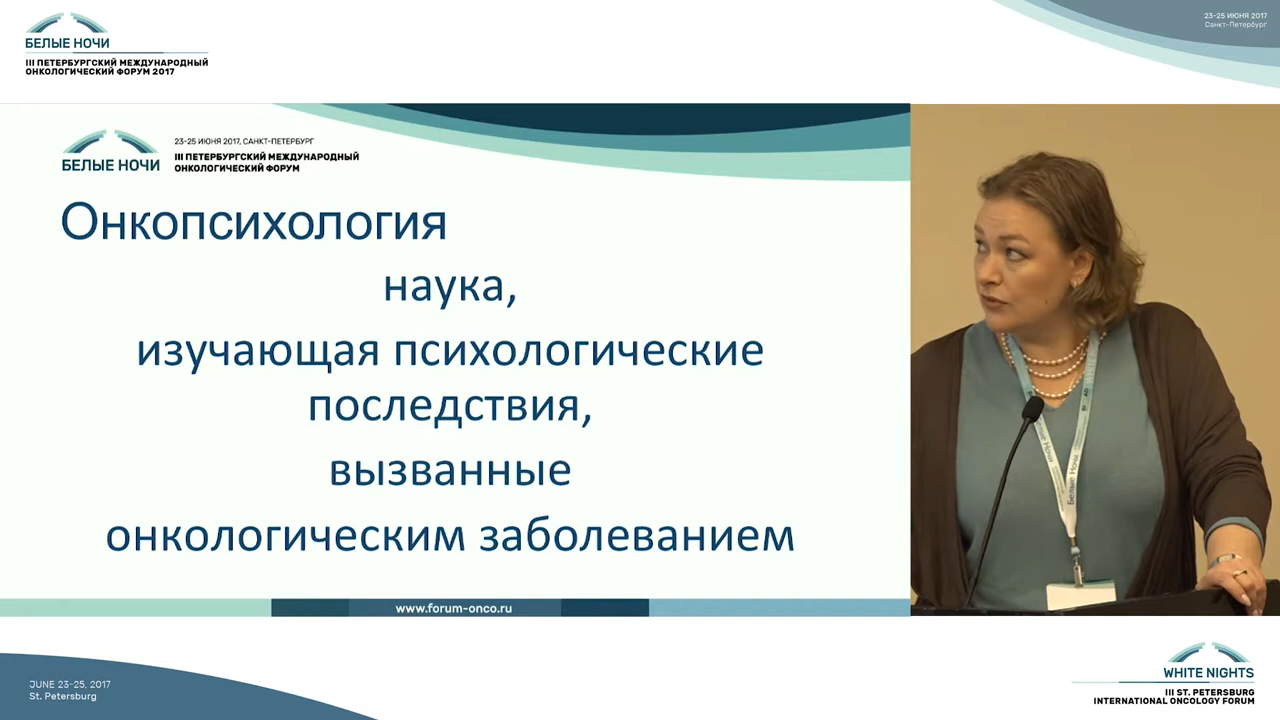 БЕЛЫЕ НОЧИ
III ПЕТЕРБУРГСКИЙ МЕЖДУНАРОДНЫЙ
ОНКОЛОГИЧЕСКИЙ ФОРУМ 2017
23-25 ИЮНЯ 2017
Санкт-Петербург
БЕЛЫЕ НОЧИ
23-25 ИЮНЯ 2017, САНКТ-ПЕТЕРБУРГ
III ПЕТЕРБУРГСКИЙ МЕЖДУНАРОДНЫЙ
ОНКОЛОГИЧЕСКИЙ ФОРУМ
Онкопсихология
наука,
изучающая психологические
последствия,
вызванные
онкологическим заболеванием
www.forum-onco.ru
Белые Ночи
JUNE 23-25, 2017
St. Petersburg
WHITE NIGHTS
III ST. PETERSBURG
INTERNATIONAL ONCOLOGY FORUM